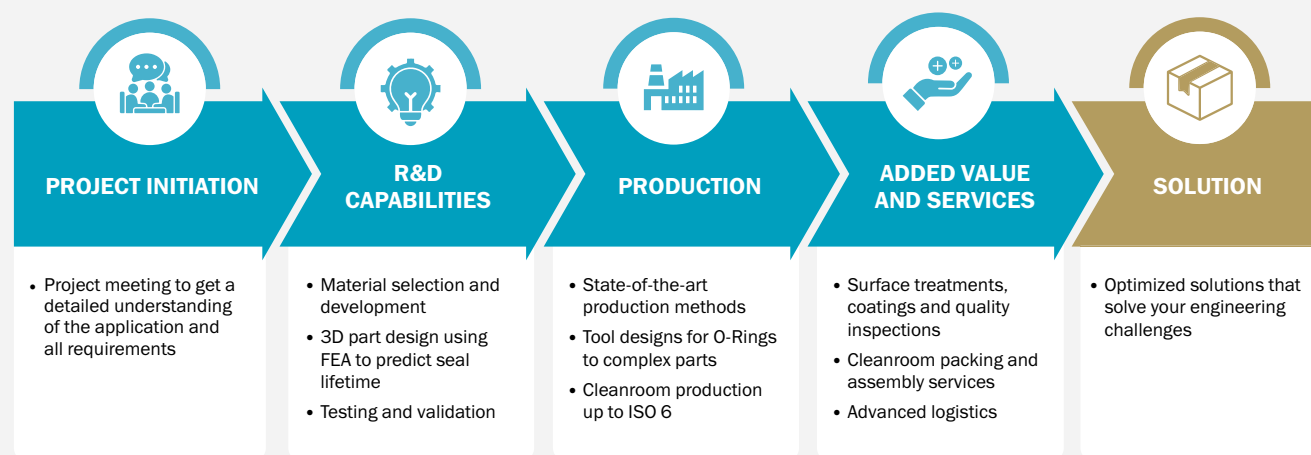 PROJECT INITIATION
• Project meeting to get a
detailed understanding
of the application and
all requirements
R&D
CAPABILITIES
• Material selection and
development
• 3D part design using
FEA to predict seal
lifetime
• Testing and validation
PRODUCTION
• State-of-the-art
production methods
• Tool designs for O-Rings
to complex parts
• Cleanroom production
up to ISO 6
ADDED VALUE
AND SERVICES
• Surface treatments,
coatings and quality
inspections
• Cleanroom packing and
assembly services
• Advanced logistics
SOLUTION
• Optimized solutions that
solve your engineering
challenges